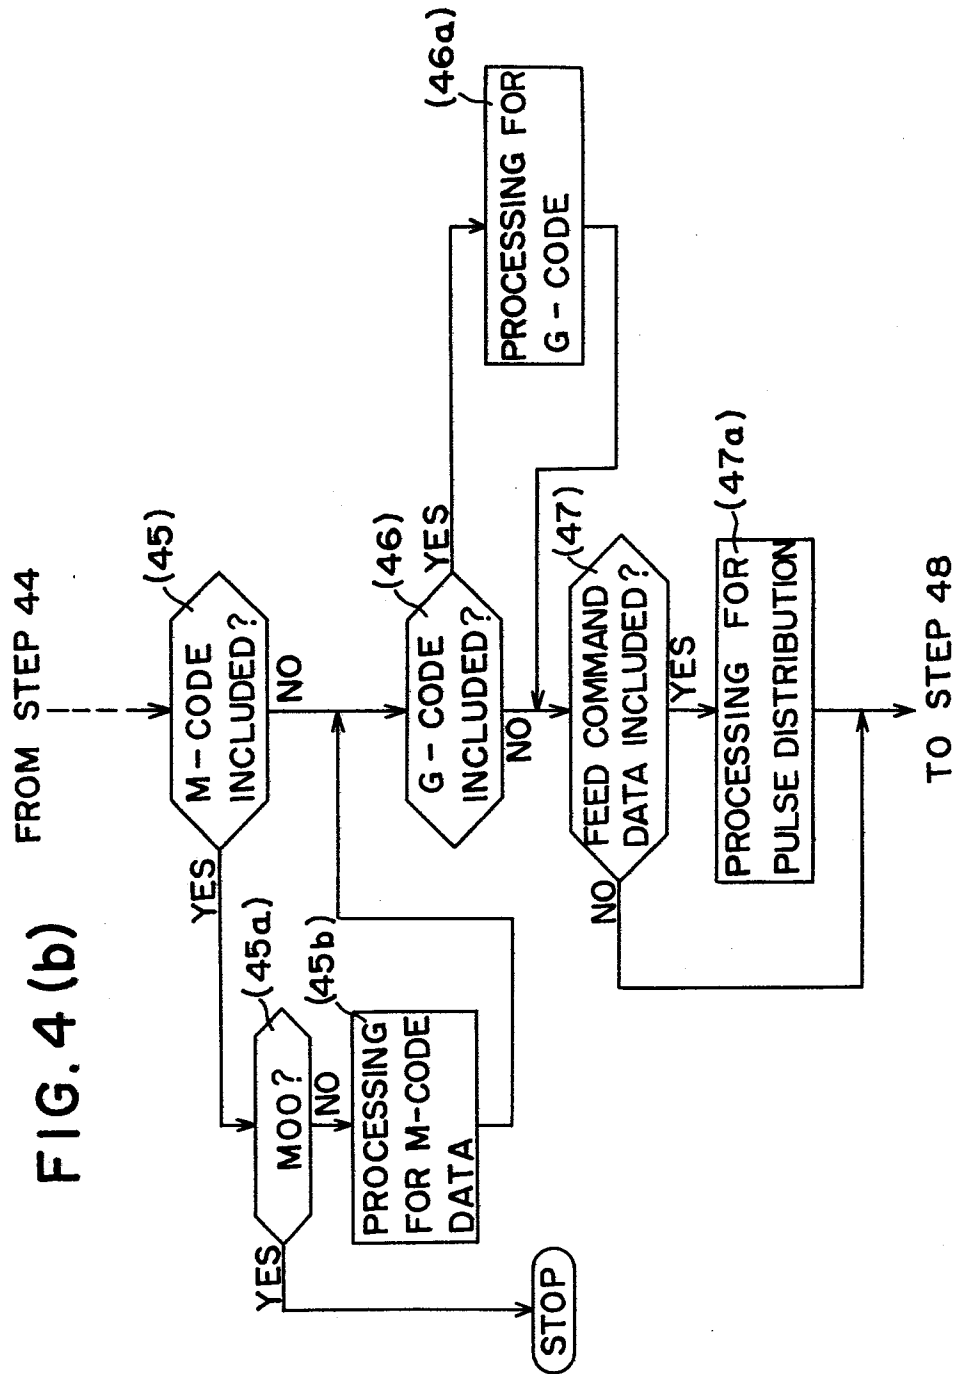 FIG. 4 (b)
FROM STEP 44
M-CODE
INCLUDED?
(45)
YES
NO
M00?
(45a)
YES
NO
STOP
PROCESSING
FOR M-CODE
DATA
(45b)
G-CODE
INCLUDED?
(46)
YES
NO
PROCESSING FOR
G-CODE
(46a)
FEED COMMAND
DATA INCLUDED?
(47)
NO
YES
PROCESSING FOR
PULSE DISTRIBUTION
(47a)
TO STEP 48